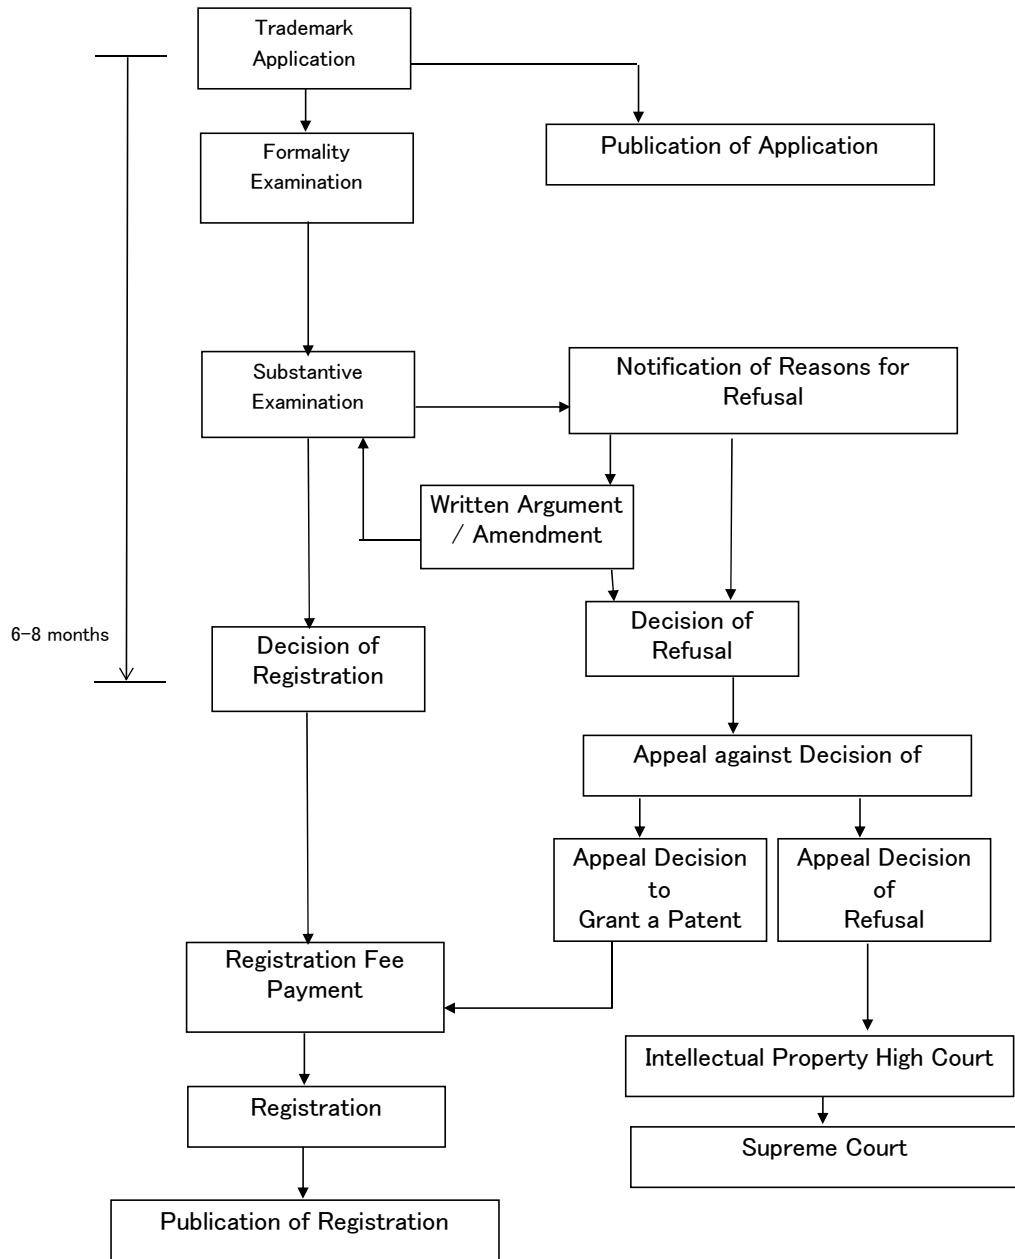 Trademark
Application
Publication of Application
Formality
Examination
Substantive
Examination
Notification of Reasons for
Refusal
Written Argument
/ Amendment
6-8 months
Decision of
Registration
Decision of
Refusal
Appeal against Decision of
Appeal Decision
to
Grant a Patent
Appeal Decision
of
Refusal
Registration Fee
Payment
Intellectual Property High Court
Registration
Supreme Court
Publication of Registration